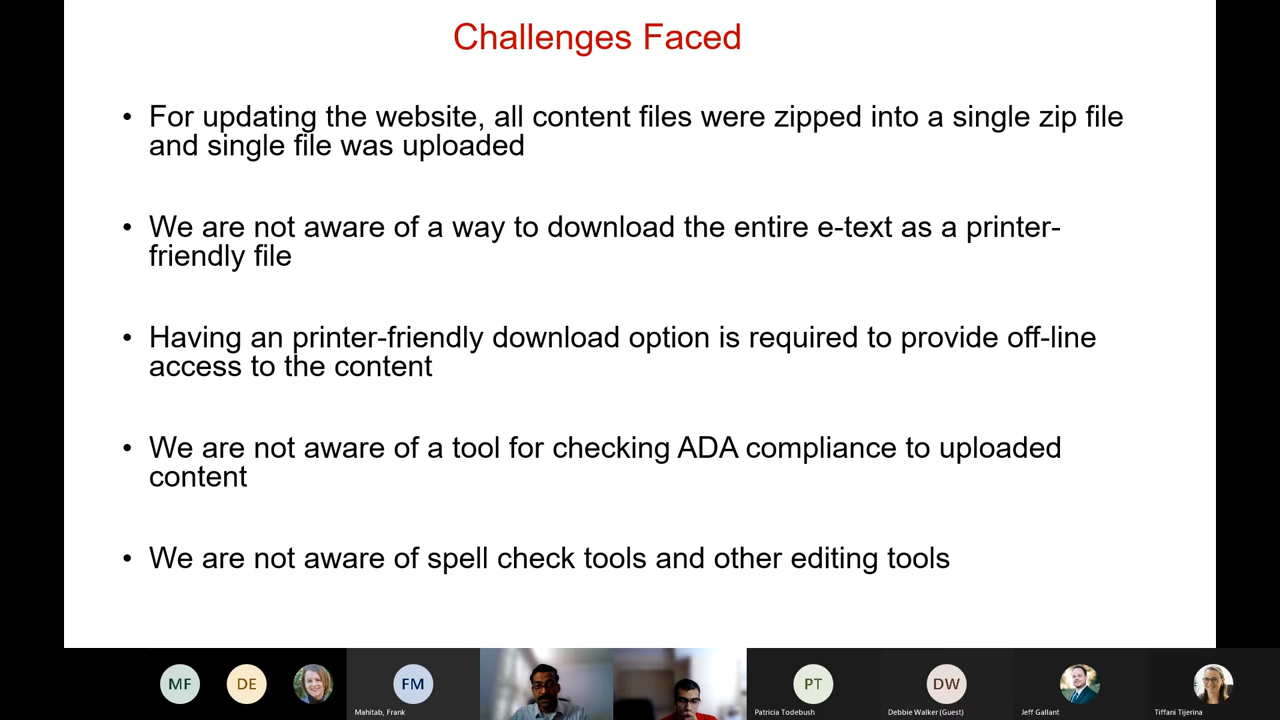 Challenges Faced
• For updating the website, all content files were zipped into a single zip file
and single file was uploaded
• We are not aware of a way to download the entire e-text as a printer-
friendly file
• Having an printer-friendly download option is required to provide off-line
access to the content
• We are not aware of a tool for checking ADA compliance to uploaded
content
• We are not aware of spell check tools and other editing tools
MF
DE
FM
PT
DW
Mahitab, Frank
Patricia Todebush
Debbie Walker (Guest)
Jeff Gallant
Tiffani Tijerina